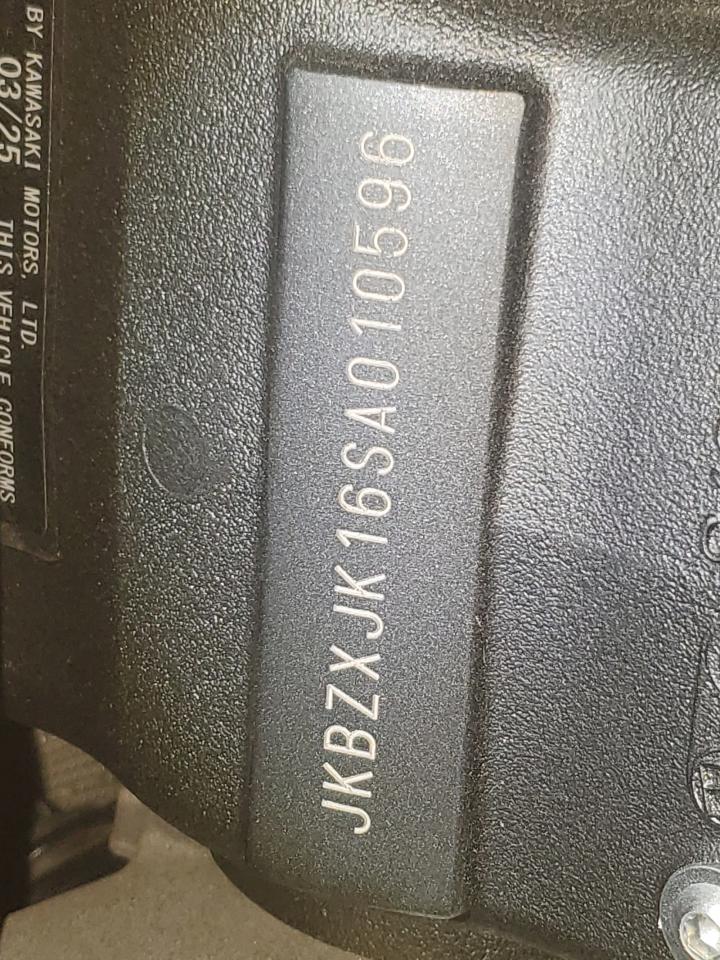 JKBZXJK16SA010596
BY KAWASAKI MOTORS, LTD.
03/25 THIS VEHICLE CONFORMS